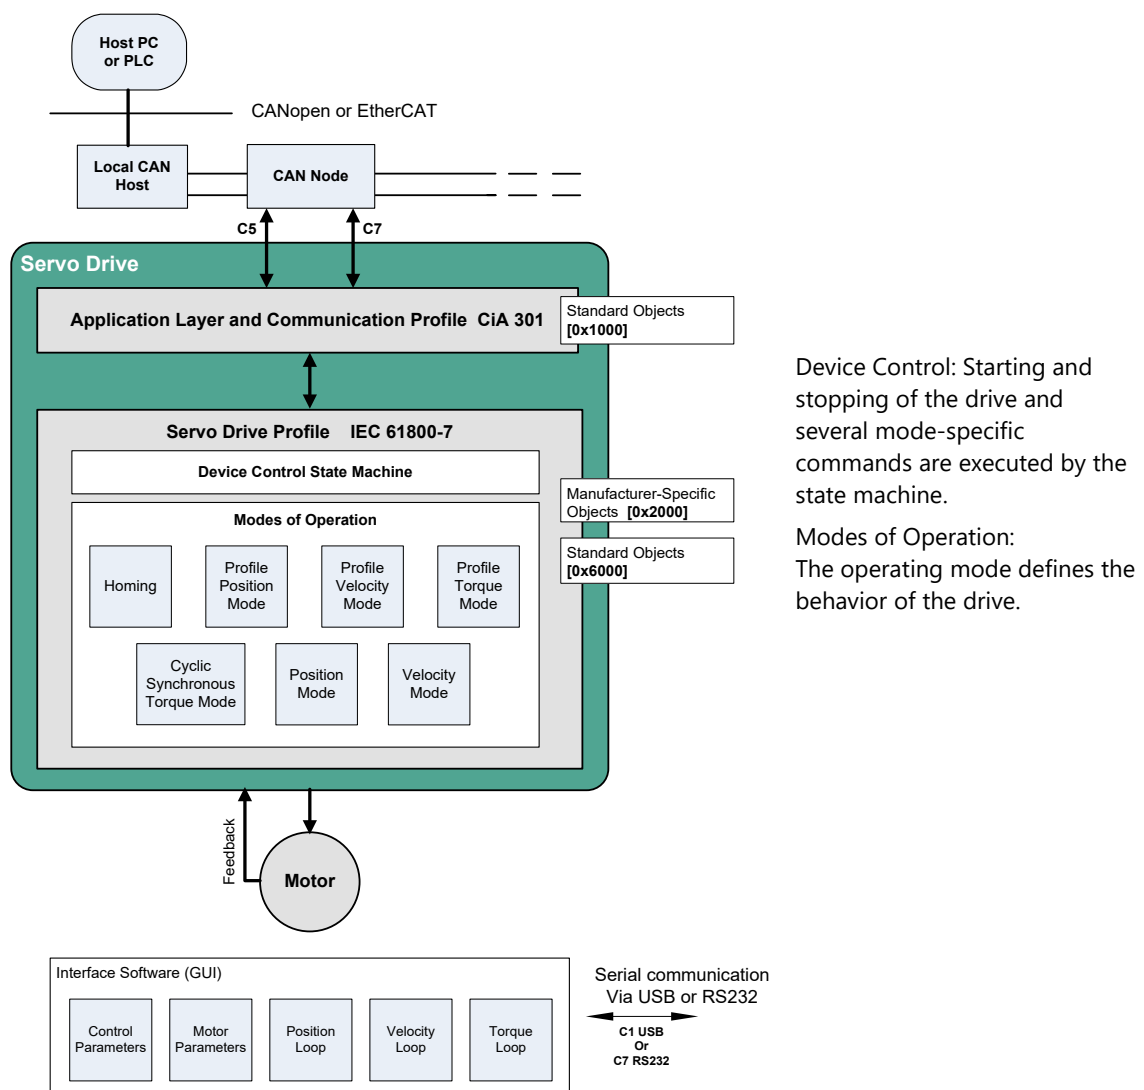 Host PC
or PLC
CANopen or EtherCAT
Local CAN
Host
CAN Node
C5
C7
Servo Drive
Application Layer and Communication Profile CiA 301
Standard Objects
[0x1000]
Servo Drive Profile IEC 61800-7
Device Control State Machine
Manufacturer-Specific
Objects [0x2000]
Modes of Operation
Standard Objects
[0x6000]
Homing
Profile
Position
Mode
Profile
Velocity
Mode
Profile
Torque
Mode
Cyclic
Synchronous
Torque Mode
Position
Mode
Velocity
Mode
Device Control: Starting and
stopping of the drive and
several mode-specific
commands are executed by the
state machine.
Modes of Operation:
The operating mode defines the
behavior of the drive.
Feedback
Motor
Interface Software (GUI)
Control
Parameters
Motor
Parameters
Position
Loop
Velocity
Loop
Torque
Loop
Serial communication
Via USB or RS232
C1 USB
Or
C7 RS232